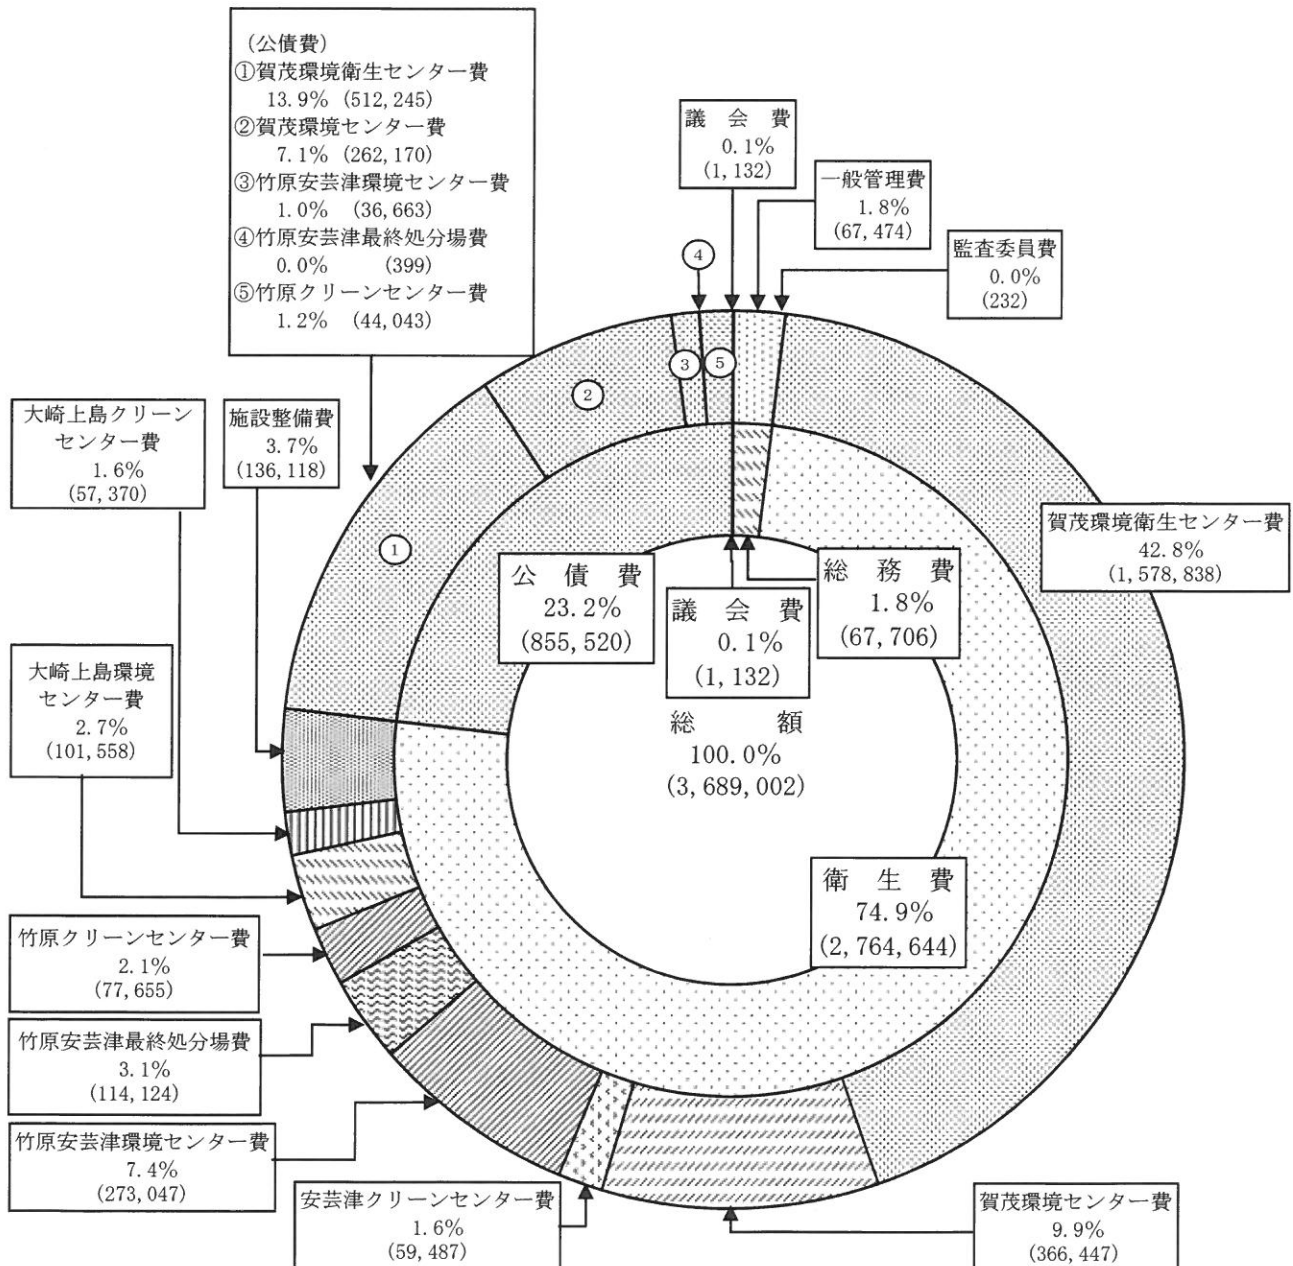 (公債費)
①賀茂環境衛生センター費
13.9% (512,245)
②賀茂環境センター費
7.1% (262,170)
③竹原安芸津環境センター費
1.0% (36,663)
④竹原安芸津最終処分場費
0.0% (399)
⑤竹原クリーンセンター費
1.2% (44,043)
議会費
0.1%
(1,132)
一般管理費
1.8%
(67,474)
監査委員費
0.0%
(232)
④
③
⑤
②
①
大崎上島クリーン
センター費
1.6%
(57,370)
施設整備費
3.7%
(136,118)
賀茂環境衛生センター費
42.8%
(1,578,838)
公債費
23.2%
(855,520)
議会費
0.1%
(1,132)
総務費
1.8%
(67,706)
総額
100.0%
(3,689,002)
大崎上島環境
センター費
2.7%
(101,558)
衛生費
74.9%
(2,764,644)
竹原クリーンセンター費
2.1%
(77,655)
竹原安芸津最終処分場費
3.1%
(114,124)
竹原安芸津環境センター費
7.4%
(273,047)
安芸津クリーンセンター費
1.6%
(59,487)
賀茂環境センター費
9.9%
(366,447)